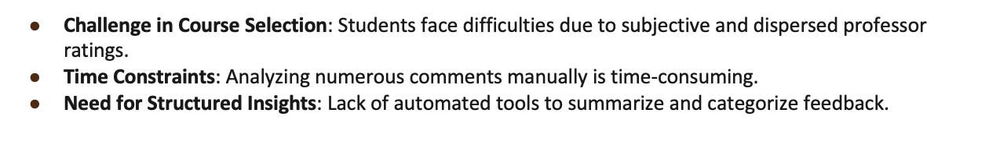 • Challenge in Course Selection: Students face difficulties due to subjective and dispersed professor
ratings.
• Time Constraints: Analyzing numerous comments manually is time-consuming.
• Need for Structured Insights: Lack of automated tools to summarize and categorize feedback.